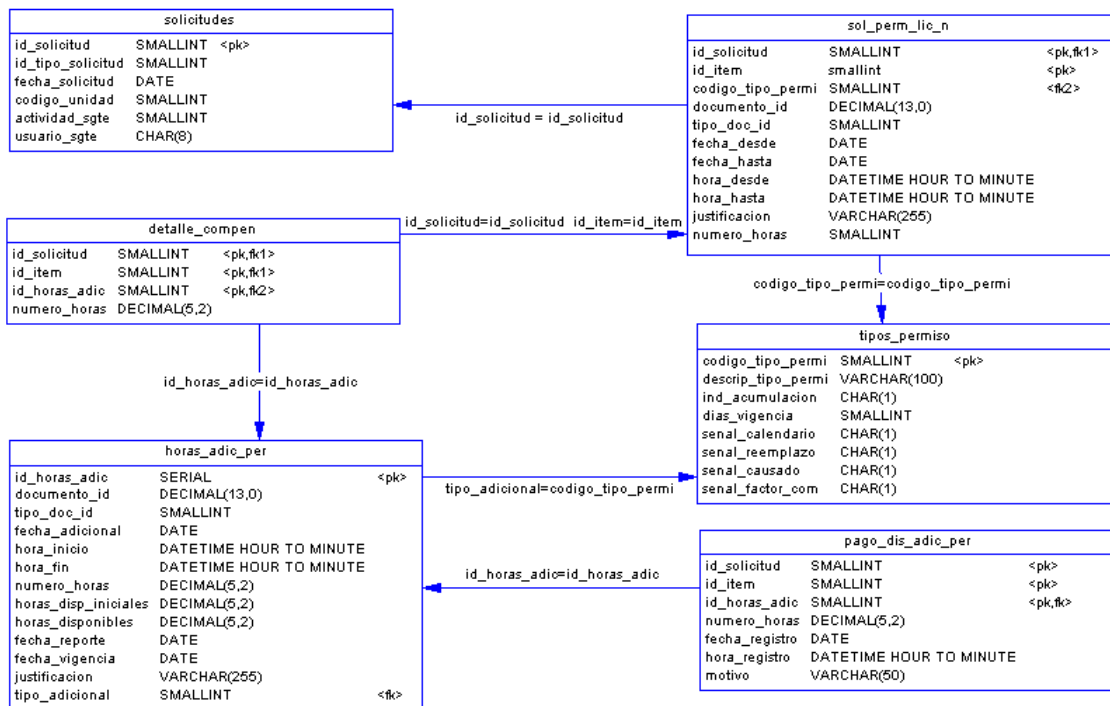 solicitudes
id_solicitud SMALLINT <pk>
id_tipo_solicitud SMALLINT
fecha_solicitud DATE
codigo_unidad SMALLINT
actividad_sgte SMALLINT
usuario_sgte CHAR(8)
sol_perm_lic_n
id_solicitud SMALLINT <pk,fk1>
id_item smallint <pk>
codigo_tipo_permi SMALLINT <fk2>
documento_id DECIMAL(13,0)
tipo_doc_id SMALLINT
fecha_desde DATE
fecha_hasta DATE
hora_desde DATETIME HOUR TO MINUTE
hora_hasta DATETIME HOUR TO MINUTE
justificacion VARCHAR(255)
numero_horas SMALLINT
id_solicitud = id_solicitud
detalle_compen
id_solicitud SMALLINT <pk,fk1>
id_item SMALLINT <pk,fk1>
id_horas_adic SMALLINT <pk,fk2>
numero_horas DECIMAL(5,2)
id_solicitud=id_solicitud id_item=id_item
codigo_tipo_permi=codigo_tipo_permi
tipos_permiso
codigo_tipo_permi SMALLINT <pk>
descrip_tipo_permi VARCHAR(100)
ind_acumulacion CHAR(1)
dias_vigencia SMALLINT
senal_calendario CHAR(1)
senal_reemplazo CHAR(1)
senal_causado CHAR(1)
senal_factor_com CHAR(1)
id_horas_adic=id_horas_adic
horas_adic_per
id_horas_adic SERIAL <pk>
documento_id DECIMAL(13,0)
tipo_doc_id SMALLINT
fecha_adicional DATE
hora_inicio DATETIME HOUR TO MINUTE
hora_fin DATETIME HOUR TO MINUTE
numero_horas DECIMAL(5,2)
horas_disp_iniciales DECIMAL(5,2)
horas_disponibles DECIMAL(5,2)
fecha_reporte DATE
fecha_vigencia DATE
justificacion VARCHAR(255)
tipo_adicional SMALLINT <fk>
tipo_adicional=codigo_tipo_permi
id_horas_adic=id_horas_adic
pago_dis_adic_per
id_solicitud SMALLINT <pk>
id_item SMALLINT <pk>
id_horas_adic SMALLINT <pk,fk>
numero_horas DECIMAL(5,2)
fecha_registro DATE
hora_registro DATETIME HOUR TO MINUTE
motivo VARCHAR(50)